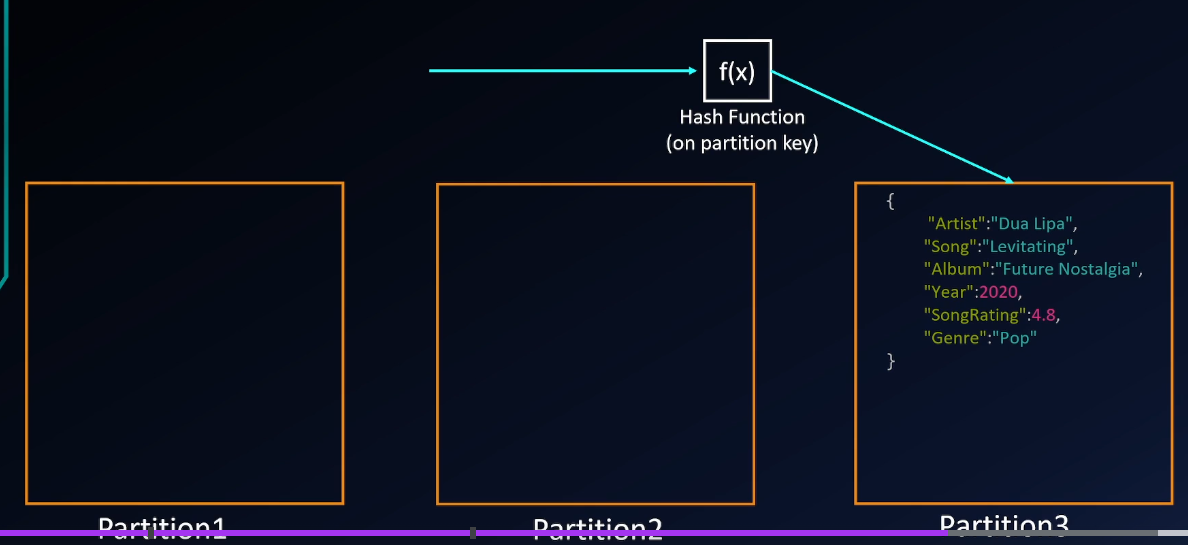 f(x)
Hash Function
(on partition key)
{
"Artist":"Dua Lipa",
"Song":"Levitating",
"Album":"Future Nostalgia",
"Year":2020,
"SongRating":4.8,
"Genre":"Pop"
}
Partition1
Partition2
Partition3